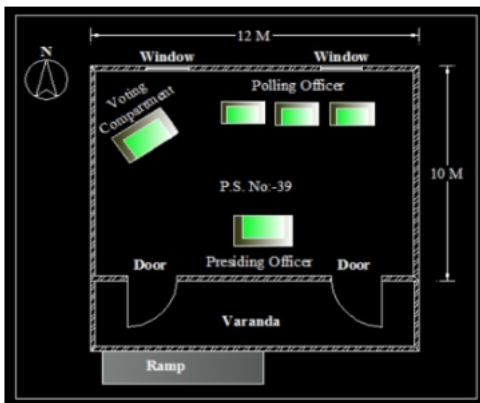 12 M
N
Window
Window
Voting
Compartment
Polling Officer
10 M
P.S. No:-39
Presiding Officer
Door
Door
Varanda
Ramp